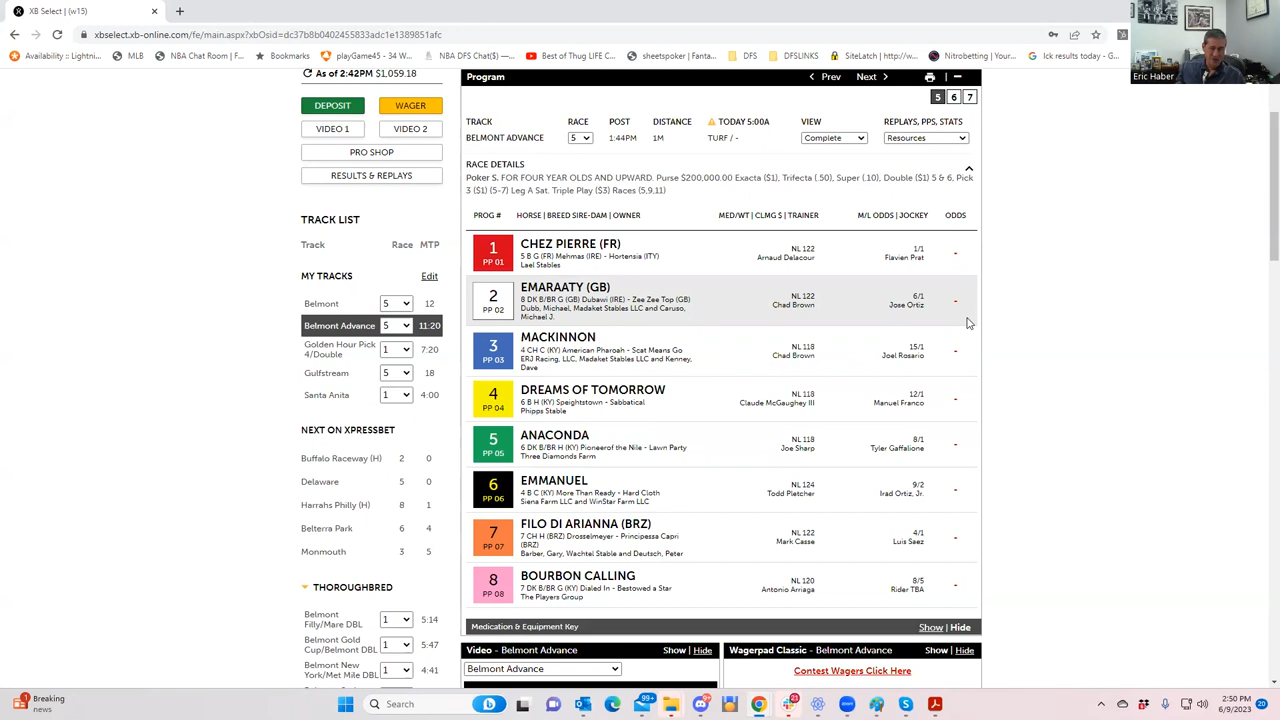 XB Select (w15)
xbselect.xb-online.com/fe/main.aspx?xbOsid=dc37b8b0402455833adc1e1389851afc
Availability :: Lightni...
MLB
NBA Chat Room | F...
Bookmarks
playGame45 - 34 W...
NBA DFS Chat($)—...
Best of Thug LIFE C...
sheetspoker | Fanta...
DFS
DFSLINKS
SiteLatch | http://w...
Nitrobetting | Your...
lck results today - G...
Eric Haber
As of 2:42PM $1,059.18
DEPOSIT
WAGER
VIDEO 1
VIDEO 2
PRO SHOP
RESULTS & REPLAYS
TRACK LIST
Track Race MTP
MY TRACKS Edit
Belmont 5 12
Belmont Advance 5 11:20
Golden Hour Pick
4/Double 1 7:20
Gulfstream 5 18
Santa Anita 1 4:00
NEXT ON XPRESSBET
Buffalo Raceway (H) 2 0
Delaware 5 0
Harrahs Philly (H) 8 1
Belterra Park 6 4
Monmouth 3 5
THOROUGHBRED
Belmont
Filly/Mare DBL 1 5:14
Belmont Gold
Cup/Belmont DBL 1 5:47
Belmont New
York/Met Mile DBL 1 4:41
Program
Prev Next
5 6 7
TRACK RACE POST DISTANCE TODAY 5:00A VIEW REPLAYS, PPS, STATS
BELMONT ADVANCE 5 1:44PM 1M TURF / - Complete Resources
RACE DETAILS
Poker S. FOR FOUR YEAR OLDS AND UPWARD. Purse $200,000.00 Exacta ($1), Trifecta (.50), Super (.10), Double ($1) 5 & 6, Pick
3 ($1) (5-7) Leg A Sat. Triple Play ($3) Races (5,9,11)
PROG # HORSE | BREED SIRE-DAM | OWNER MED/WT | CLMG $ | TRAINER M/L ODDS | JOCKEY ODDS
1
PP 01
CHEZ PIERRE (FR)
5 B G (FR) Mehmas (IRE) - Hortensia (ITY)
Lael Stables
NL 122
Arnaud Delacour
1/1
Flavien Prat
-
2
PP 02
EMARAATY (GB)
8 DK B/BR G (GB) Dubawi (IRE) - Zee Zee Top (GB)
Dubb, Michael, Madaket Stables LLC and Caruso,
Michael J.
NL 122
Chad Brown
6/1
Jose Ortiz
-
3
PP 03
MACKINNON
4 CH C (KY) American Pharoah - Scat Means Go
ERJ Racing, LLC, Madaket Stables LLC and Kenney,
Dave
NL 118
Chad Brown
15/1
Joel Rosario
-
4
PP 04
DREAMS OF TOMORROW
6 B H (KY) Speightstown - Sabbatical
Phipps Stable
NL 118
Claude McGaughey III
12/1
Manuel Franco
-
5
PP 05
ANACONDA
6 DK B/BR H (KY) Pioneerof the Nile - Lawn Party
Three Diamonds Farm
NL 118
Joe Sharp
8/1
Tyler Gaffalione
-
6
PP 06
EMMANUEL
4 B C (KY) More Than Ready - Hard Cloth
Siena Farm LLC and WinStar Farm LLC
NL 124
Todd Pletcher
9/2
Irad Ortiz, Jr.
-
7
PP 07
FILO DI ARIANNA (BRZ)
7 CH H (BRZ) Drosselmeyer - Principessa Capri
(BRZ)
Barber, Gary, Wachtel Stable and Deutsch, Peter
NL 122
Mark Casse
4/1
Luis Saez
-
8
PP 08
BOURBON CALLING
7 DK B/BR G (KY) Dialed In - Bestowed a Star
The Players Group
NL 120
Antonio Arriaga
8/5
Rider TBA
-
Medication & Equipment Key Show | Hide
Video - Belmont Advance Show | Hide
Belmont Advance
Wagerpad Classic - Belmont Advance Show | Hide
Contest Wagers Click Here
1
Breaking
news
Search
99+
21
2:50 PM
6/9/2023
20